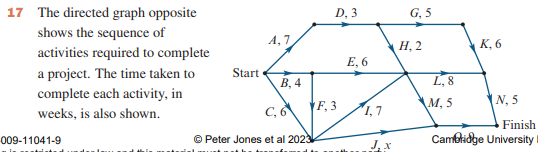 17 The directed graph opposite
shows the sequence of
activities required to complete
a project. The time taken to
complete each activity, in
weeks, is also shown.
D, 3
G, 5
A, 7
H, 2
K, 6
E, 6
Start
B, 4
L, 8
C, 6
F, 3
I, 7
M, 5
N, 5
Finish
J, x
009-11041-9
© Peter Jones et al 2023
Cambridge University